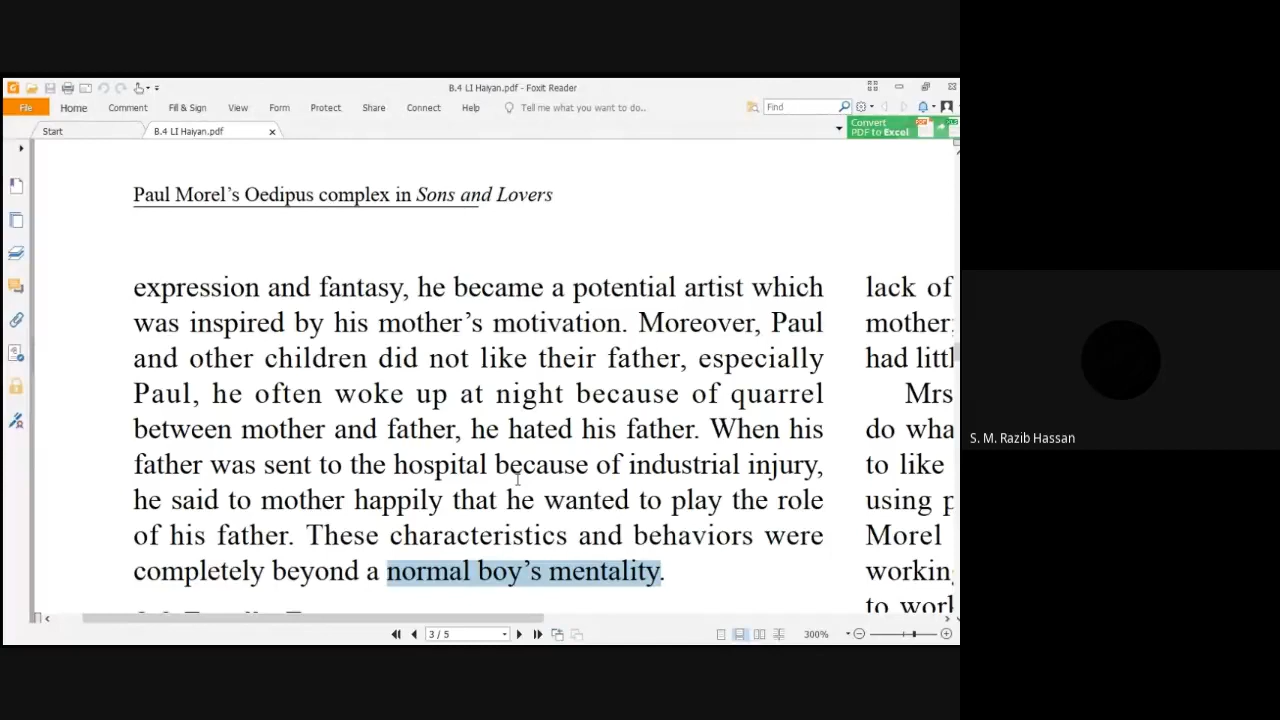 B.4 LI Haiyan.pdf - Foxit Reader
File Home Comment Fill & Sign View Form Protect Share Connect Help Tell me what you want to do... Find
Start B.4 LI Haiyan.pdf
Convert
PDF to Excel
Paul Morel's Oedipus complex in Sons and Lovers
expression and fantasy, he became a potential artist which
was inspired by his mother's motivation. Moreover, Paul
and other children did not like their father, especially
Paul, he often woke up at night because of quarrel
between mother and father, he hated his father. When his
father was sent to the hospital because of industrial injury,
he said to mother happily that he wanted to play the role
of his father. These characteristics and behaviors were
completely beyond a normal boy's mentality.
lack of
mother
had littl
Mrs
do wha
to like
using p
Morel
working
to work
3 / 5
300%
S. M. Razib Hassan